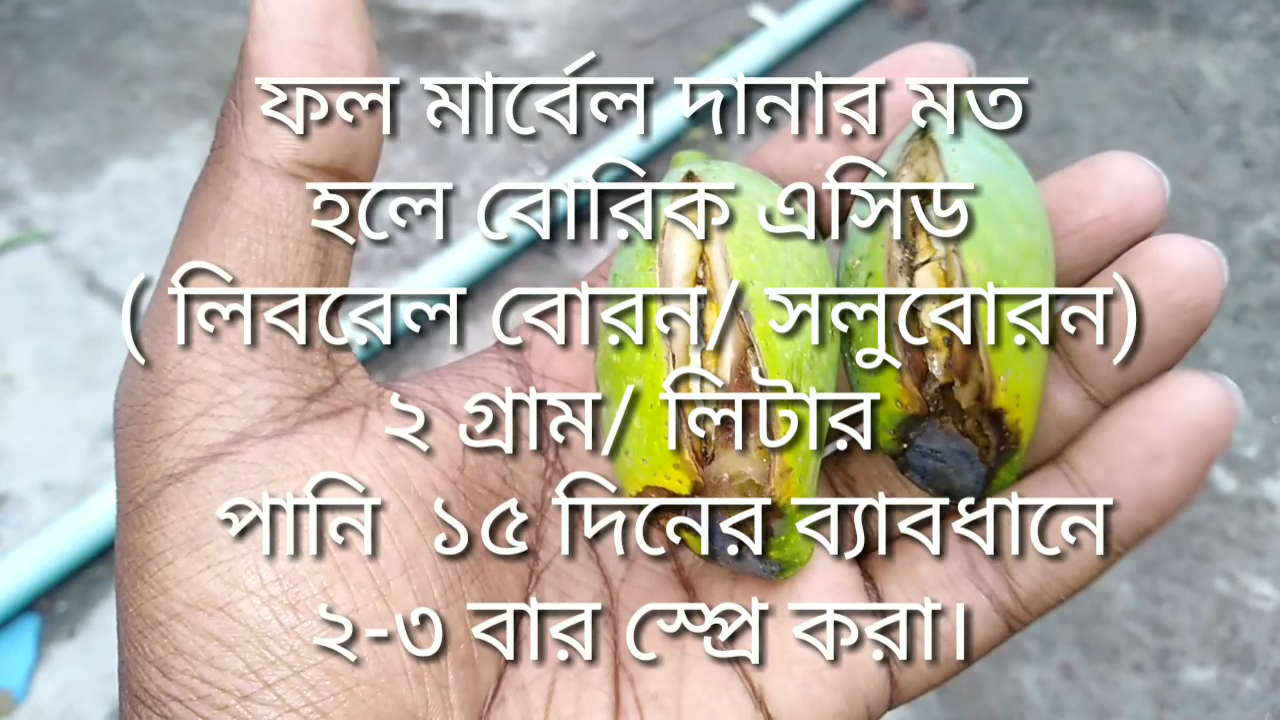 ফল মার্বেল দানার মত
হলে বোরিক এসিড
( লিবরেল বোরন/ সলুবোরন)
২ গ্রাম/ লিটার
পানি ১৫ দিনের ব্যাবধানে
২-৩ বার স্প্রে করা।